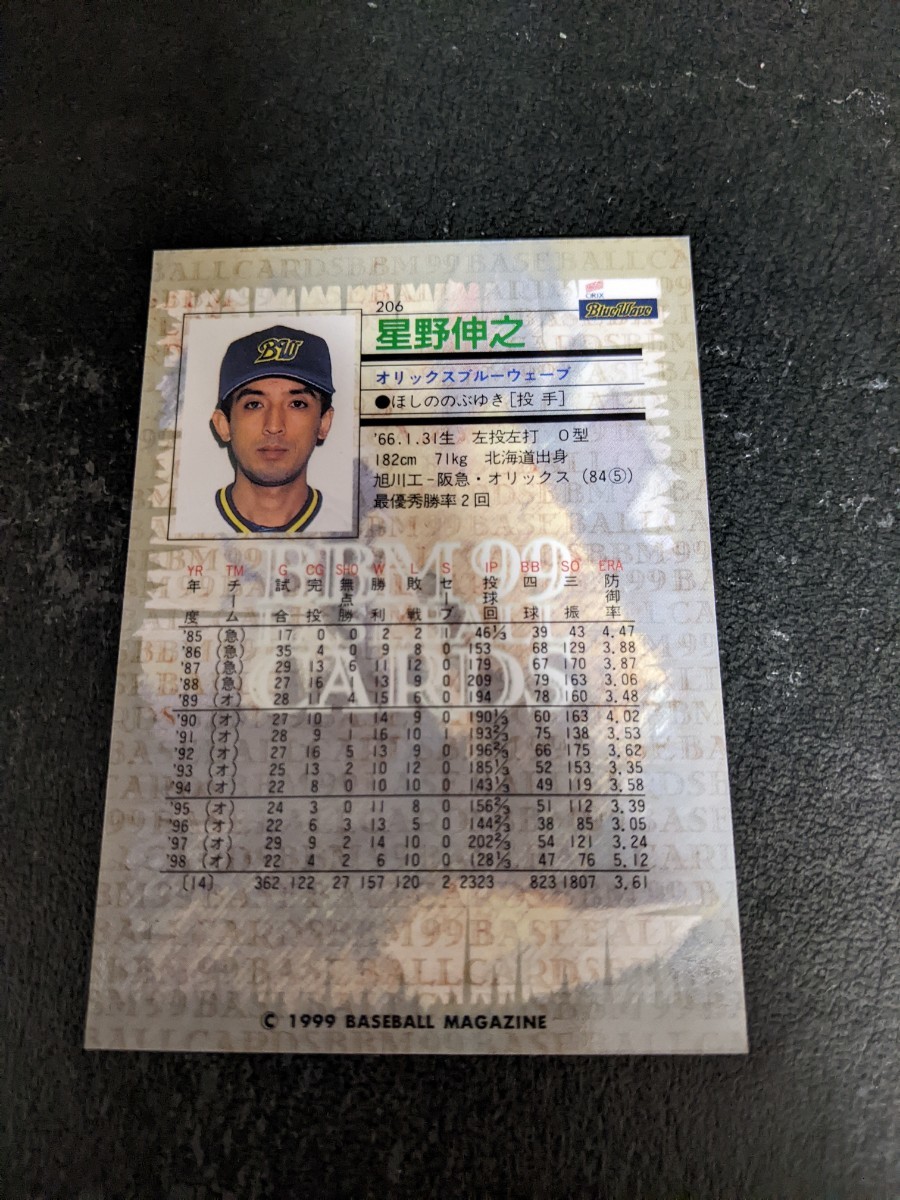 206
ORIX
BlueWave
星野伸之
オリックスブルーウェーブ
●ほしののぶゆき[投 手]
'66.1.31生 左投左打 O型
182cm 71kg 北海道出身
旭川工-阪急・オリックス(84⑤)
最優秀勝率2回
BW
BBM 99
BASEBALL
CARDS
YR TM G CG SHO W L S IP BB SO ERA
年度 チーム 試合 完投 無点勝 勝利 敗戦 セーブ 投球回 四球 三振 防御率
'85 (急) 17 0 0 2 2 1 46⅓ 39 43 4.47
'86 (急) 35 4 0 9 8 0 153 68 129 3.88
'87 (急) 29 13 6 11 12 0 179 67 170 3.87
'88 (急) 27 16 13 9 0 209 79 163 3.06
'89 (オ) 28 11 4 15 6 0 194 78 160 3.48
'90 (オ) 27 10 1 14 9 0 190⅓ 60 163 4.02
'91 (オ) 28 9 1 16 10 193⅔ 75 138 3.53
'92 (オ) 27 16 5 13 9 0 196⅔ 66 175 3.62
'93 (オ) 25 13 2 10 12 0 185⅓ 52 153 3.35
'94 (オ) 22 8 0 10 10 0 143⅓ 49 119 3.58
'95 (オ) 24 3 0 11 8 0 156⅔ 51 112 3.39
'96 (オ) 22 6 3 13 5 0 144⅔ 38 85 3.05
'97 (オ) 29 9 2 14 10 0 202⅔ 54 121 3.24
'98 (オ) 22 4 2 6 10 0 128⅓ 47 76 5.12
(14) 362 122 27 157 120 2 2323 823 1807 3.61
© 1999 BASEBALL MAGAZINE